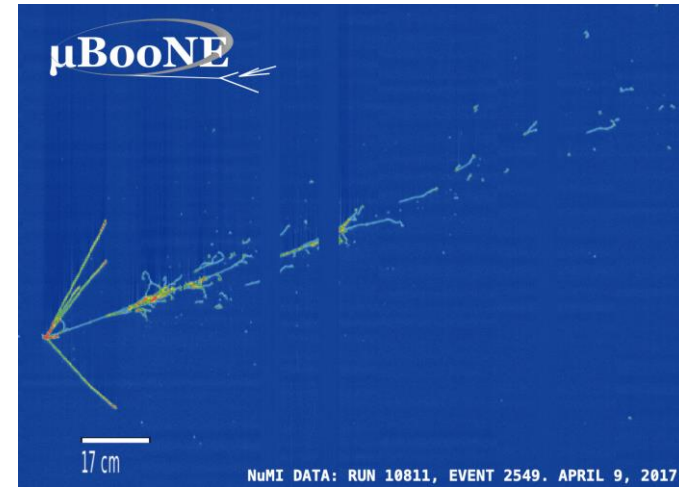 µBooNE
17 cm
NuMI DATA: RUN 10811, EVENT 2549. APRIL 9, 2017